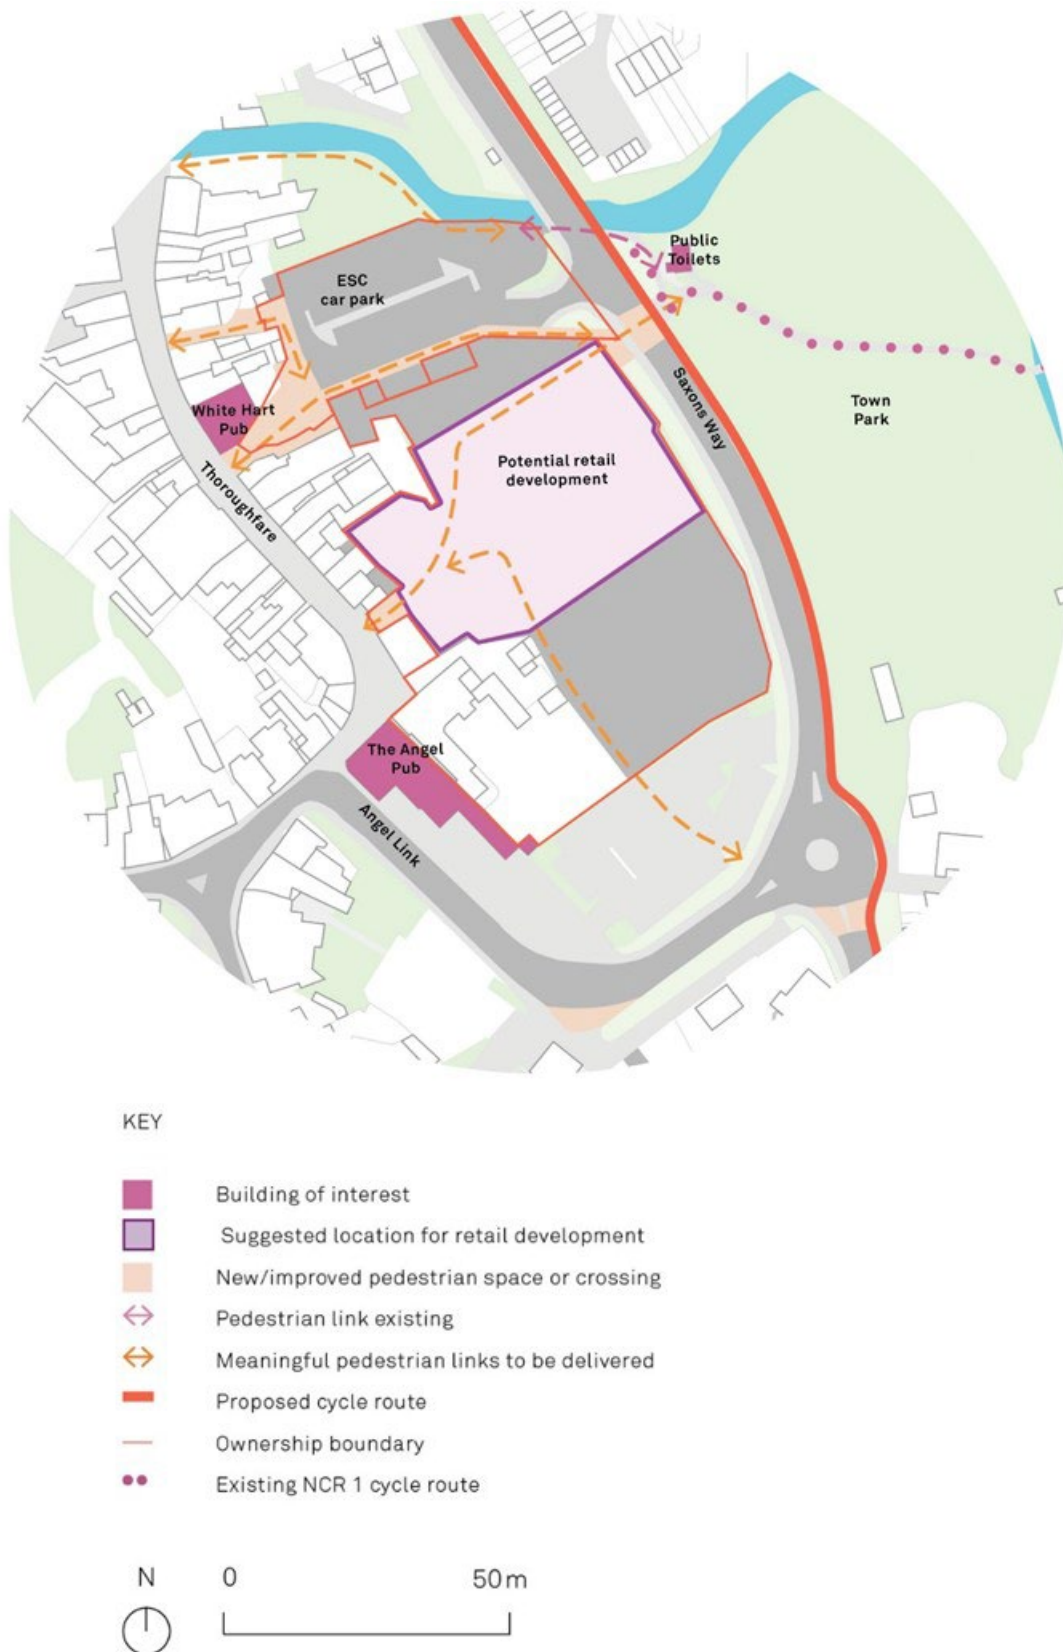 Public
Toilets
ESC
car park
Saxons Way
Town
Park
White Hart
Pub
Potential retail
development
Thoroughfare
The Angel
Pub
Angel Link
KEY
Building of interest
Suggested location for retail development
New/improved pedestrian space or crossing
Pedestrian link existing
Meaningful pedestrian links to be delivered
Proposed cycle route
Ownership boundary
Existing NCR 1 cycle route
N 0 50m